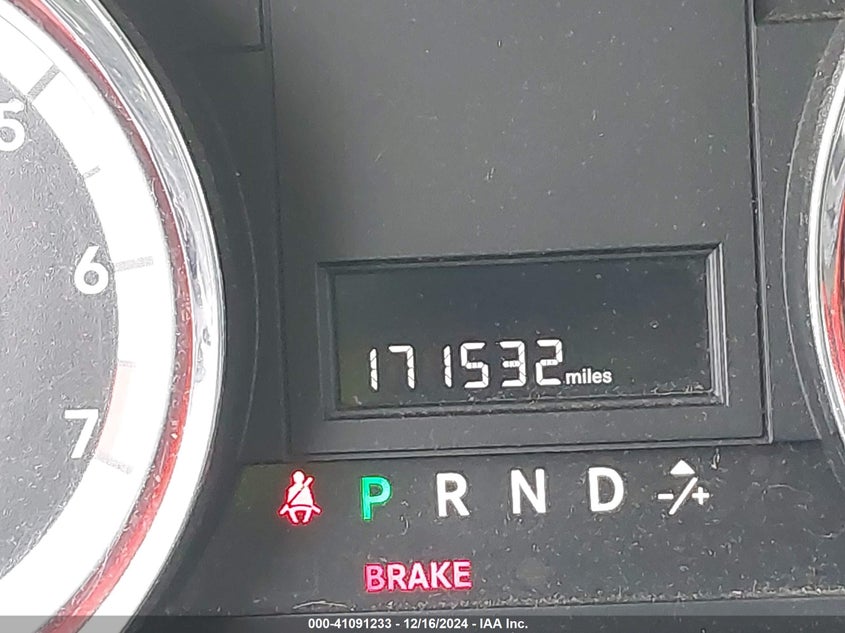 5
6
7
171532 miles
P R N D -/+
BRAKE
000-41091233 - 12/16/2024 - IAA Inc.